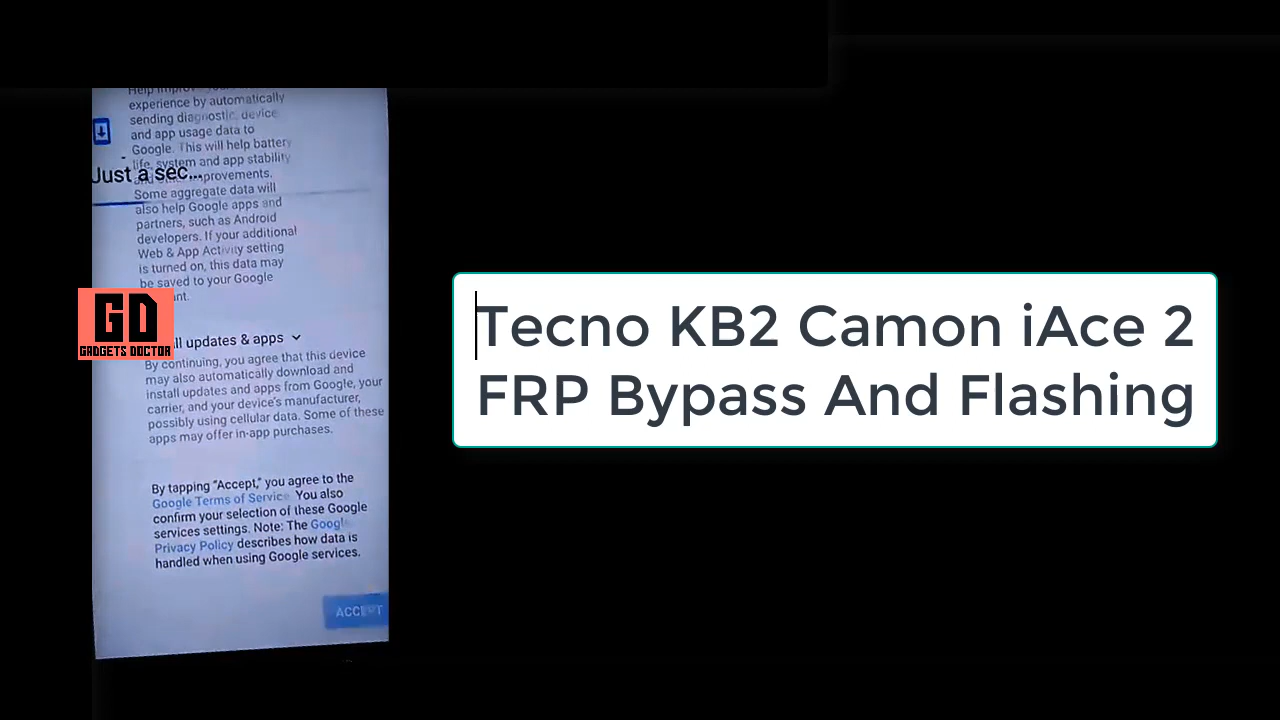 experience by automatically
sending diagnostic, device
and app usage data to
Google. This will help battery
life, system and app stability
Just a sec...
Some aggregate data will
also help Google apps and
partners, such as Android
developers. If your additional
Web & App Activity setting
is turned on, this data may
be saved to your Google
GD
GADGETS DOCTOR
updates & apps
By continuing, you agree that this device
may also automatically download and
install updates and apps from Google, your
carrier, and your device's manufacturer,
possibly using cellular data. Some of these
apps may offer in-app purchases.
By tapping “Accept,” you agree to the
Google Terms of Service. You also
confirm your selection of these Google
services settings. Note: The Google
Privacy Policy describes how data is
handled when using Google services.
ACCEPT
Tecno KB2 Camon iAce 2
FRP Bypass And Flashing